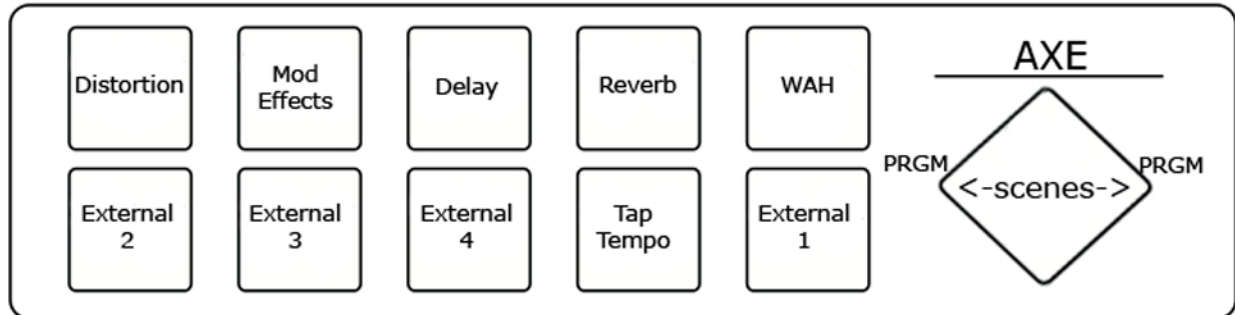 Distortion
Mod
Effects
Delay
Reverb
WAH
AXE
PRGM
<-scenes->
PRGM
External
2
External
3
External
4
Tap
Tempo
External
1